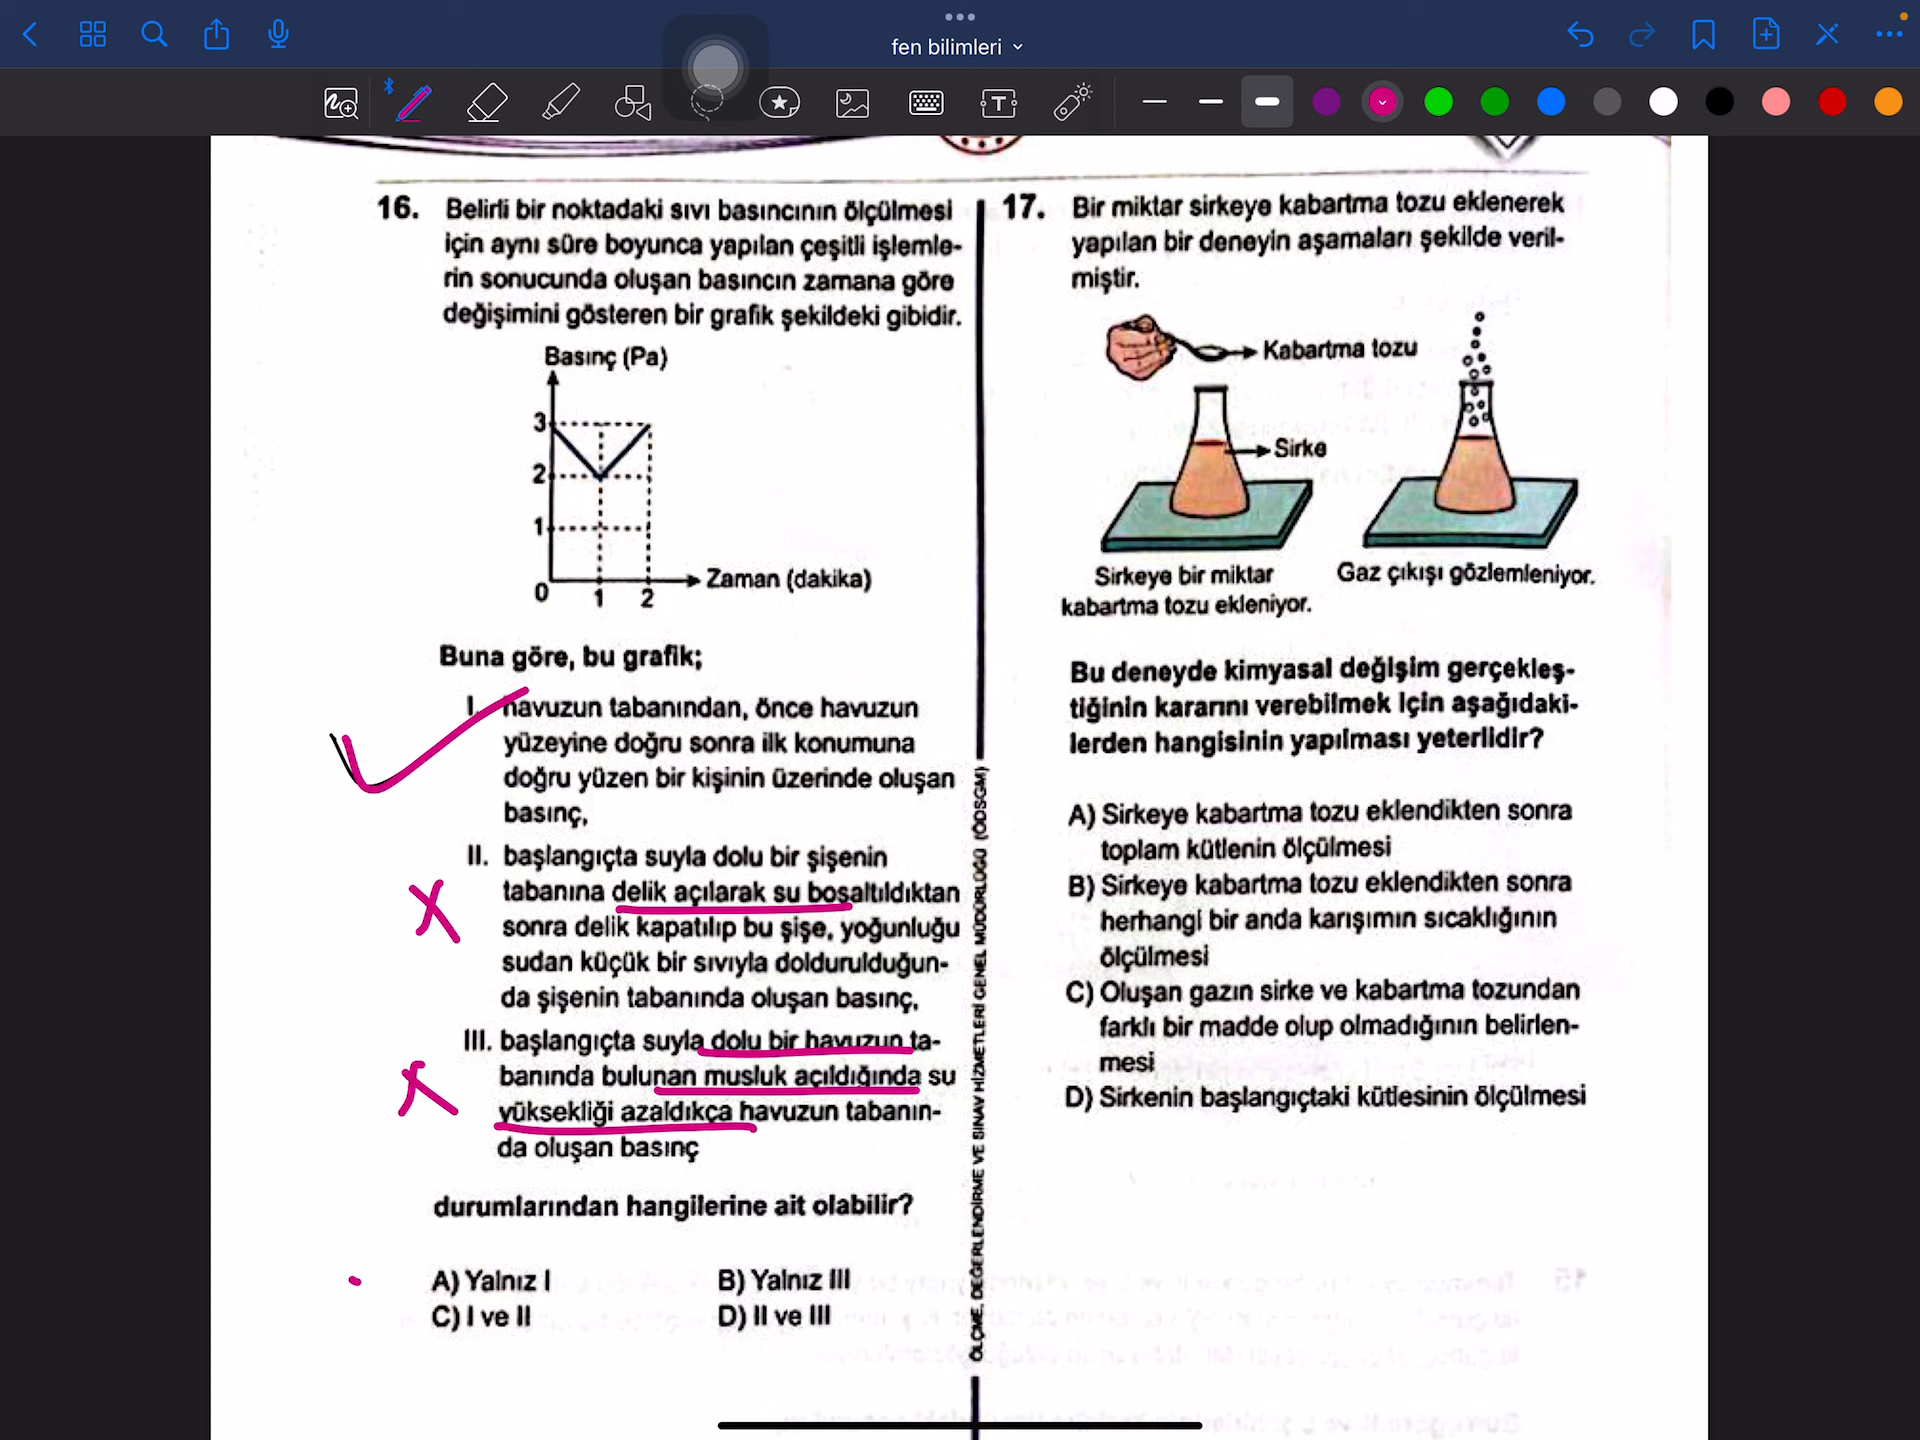 fen bilimleri
16. Belirli bir noktadaki sıvı basıncının ölçülmesi
için aynı süre boyunca yapılan çeşitli işlemle-
rin sonucunda oluşan basıncın zamana göre
değişimini gösteren bir grafik şekildeki gibidir.
Basınç (Pa)
3
2
1
0
1
2
Zaman (dakika)
Buna göre, bu grafik;
I. havuzun tabanından, önce havuzun
yüzeyine doğru sonra ilk konumuna
doğru yüzen bir kişinin üzerinde oluşan
basınç,
II. başlangıçta suyla dolu bir şişenin
tabanına delik açılarak su boşaltıldıktan
sonra delik kapatılıp bu şişe, yoğunluğu
sudan küçük bir sıvıyla doldurulduğun-
da şişenin tabanında oluşan basınç,
III. başlangıçta suyla dolu bir havuzun ta-
banında bulunan musluk açıldığında su
yüksekliği azaldıkça havuzun tabanın-
da oluşan basınç
durumlarından hangilerine ait olabilir?
A) Yalnız I
B) Yalnız III
C) I ve II
D) II ve III
ÖLÇME, DEĞERLENDİRME VE SINAV HİZMETLERİ GENEL MÜDÜRLÜĞÜ (ÖDSGM)
17. Bir miktar sirkeye kabartma tozu eklenerek
yapılan bir deneyin aşamaları şekilde veril-
miştir.
Kabartma tozu
Sirke
Sirkeye bir miktar
kabartma tozu ekleniyor.
Gaz çıkışı gözlemleniyor.
Bu deneyde kimyasal değişim gerçekleş-
tiğinin kararını verebilmek için aşağıdaki-
lerden hangisinin yapılması yeterlidir?
A) Sirkeye kabartma tozu eklendikten sonra
toplam kütlenin ölçülmesi
B) Sirkeye kabartma tozu eklendikten sonra
herhangi bir anda karışımın sıcaklığının
ölçülmesi
C) Oluşan gazın sirke ve kabartma tozundan
farklı bir madde olup olmadığının belirlen-
mesi
D) Sirkenin başlangıçtaki kütlesinin ölçülmesi